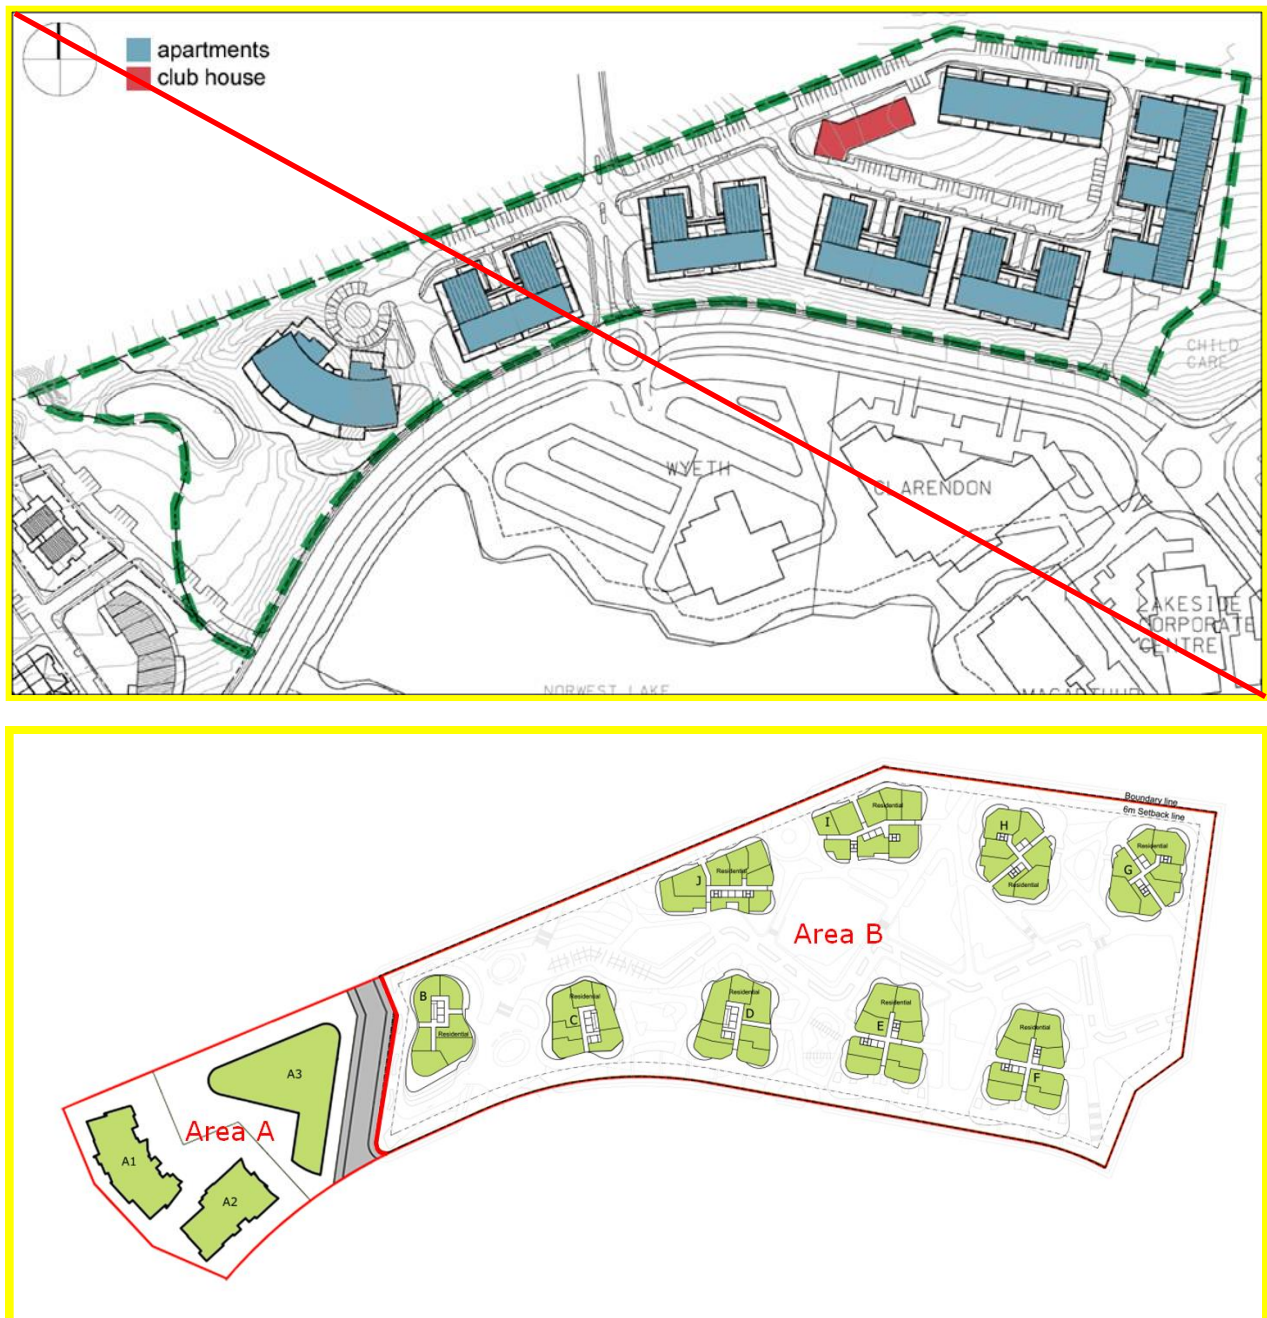 apartments
club house
CHILD
CARE
WYETH
CLARENDON
LAKESIDE
CORPORATE
CENTRE
NORWEST LAKE
MACARTHUR
Boundary line
6m Setback line
I
Residential
H
Residential
J
Residential
G
Residential
Area B
B
Residential
C
Residential
D
Residential
E
Residential
F
Residential
A3
Area A
A1
A2